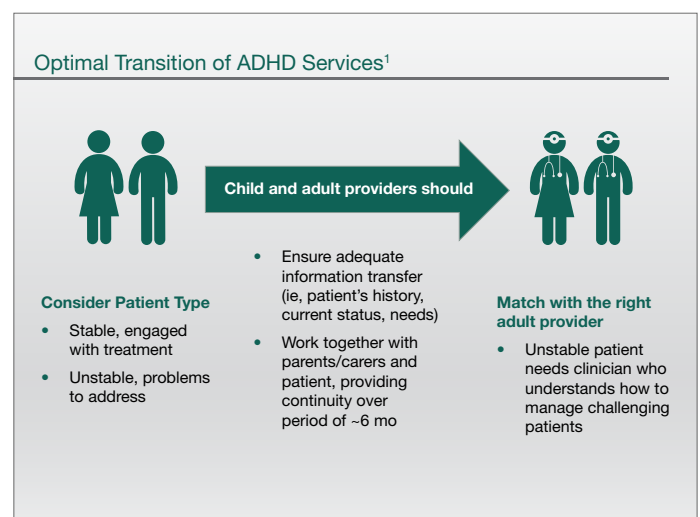 Optimal Transition of ADHD Services¹
Child and adult providers should
Consider Patient Type
• Stable, engaged
with treatment
• Unstable, problems
to address
• Ensure adequate
information transfer
(ie, patient's history,
current status, needs)
• Work together with
parents/carers and
patient, providing
continuity over
period of ~6 mo
Match with the right
adult provider
• Unstable patient
needs clinician who
understands how to
manage challenging
patients